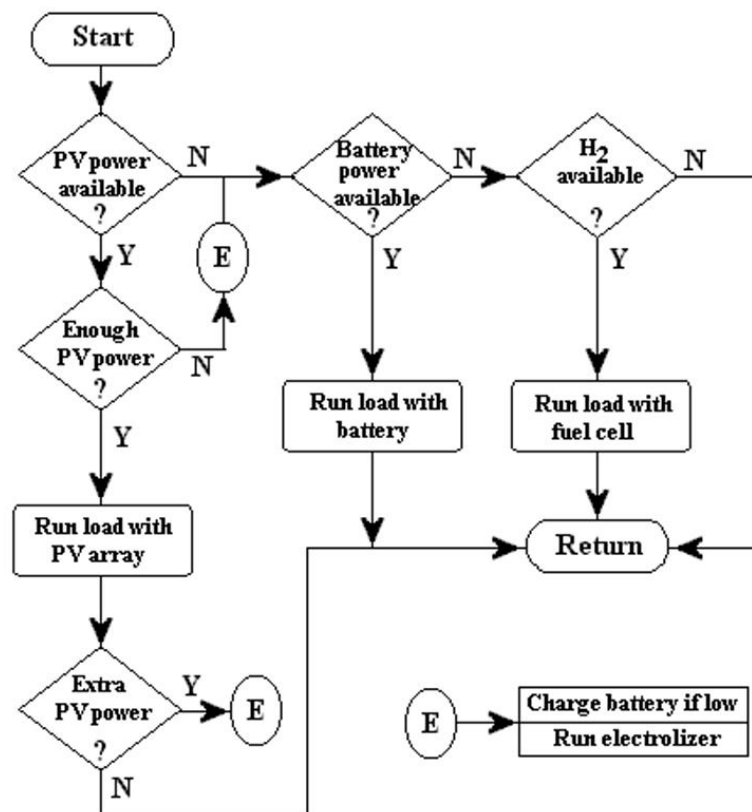 Start
PV power
available
?
N
Y
Battery
power
available
?
N
Y
H2
available
?
N
Y
E
Enough
PV power
?
N
Y
Run load with
battery
Run load with
fuel cell
Run load with
PV array
Return
Extra
PV power
?
Y
N
E
E
Charge battery if low
Run electrolizer